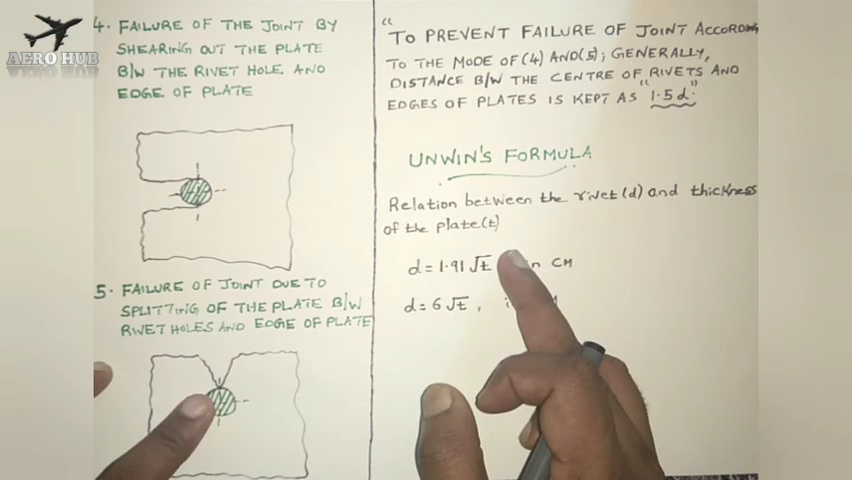 AERO HUB
4. FAILURE OF THE JOINT BY
SHEARING OUT THE PLATE
B/W THE RIVET HOLE AND
EDGE OF PLATE
5. FAILURE OF JOINT DUE TO
SPLITTING OF THE PLATE B/W
RIVET HOLES AND EDGE OF PLATE
"TO PREVENT FAILURE OF JOINT ACCORDING
TO THE MODE OF (4) AND (5); GENERALLY,
DISTANCE B/W THE CENTRE OF RIVETS AND
EDGES OF PLATES IS KEPT AS "1.5d."
UNWIN'S FORMULA
Relation between the rivet (d) and thickness
of the plate (t)
d = 1.91 √t in CM
d = 6 √t ,